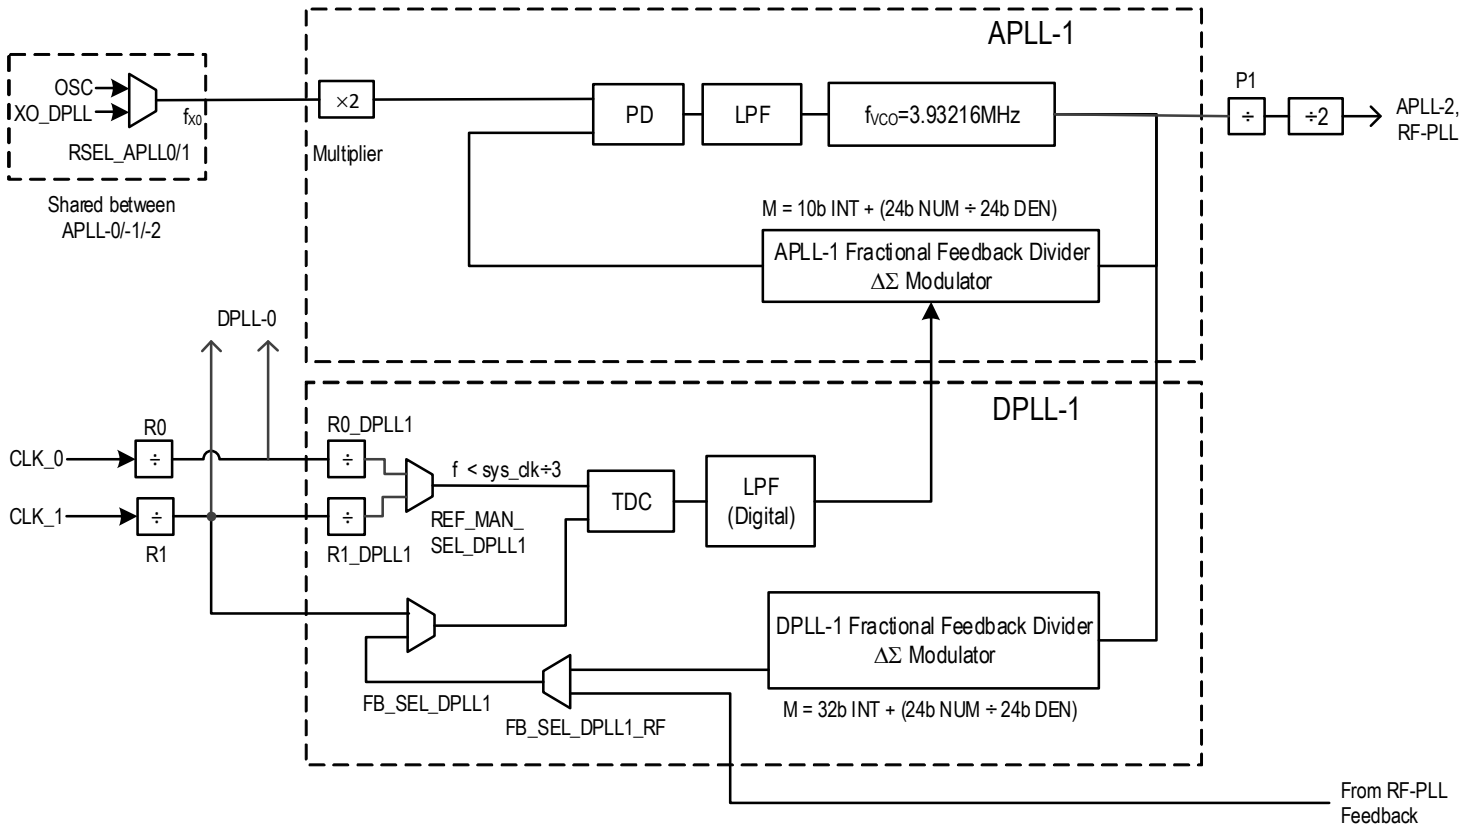 APLL-1
OSC
XO_DPLL
fX0
RSEL_APLL0/1
Shared between
APLL-0/-1/-2
×2
Multiplier
PD
LPF
fVCO=3.93216MHz
P1
÷
÷2
APLL-2,
RF-PLL
M = 10b INT + (24b NUM ÷ 24b DEN)
APLL-1 Fractional Feedback Divider
ΔΣ Modulator
DPLL-0
DPLL-1
CLK_0
R0
÷
R0_DPLL1
÷
CLK_1
÷
R1
÷
R1_DPLL1
f < sys_clk÷3
REF_MAN_
SEL_DPLL1
TDC
LPF
(Digital)
DPLL-1 Fractional Feedback Divider
ΔΣ Modulator
M = 32b INT + (24b NUM ÷ 24b DEN)
FB_SEL_DPLL1
FB_SEL_DPLL1_RF
From RF-PLL
Feedback